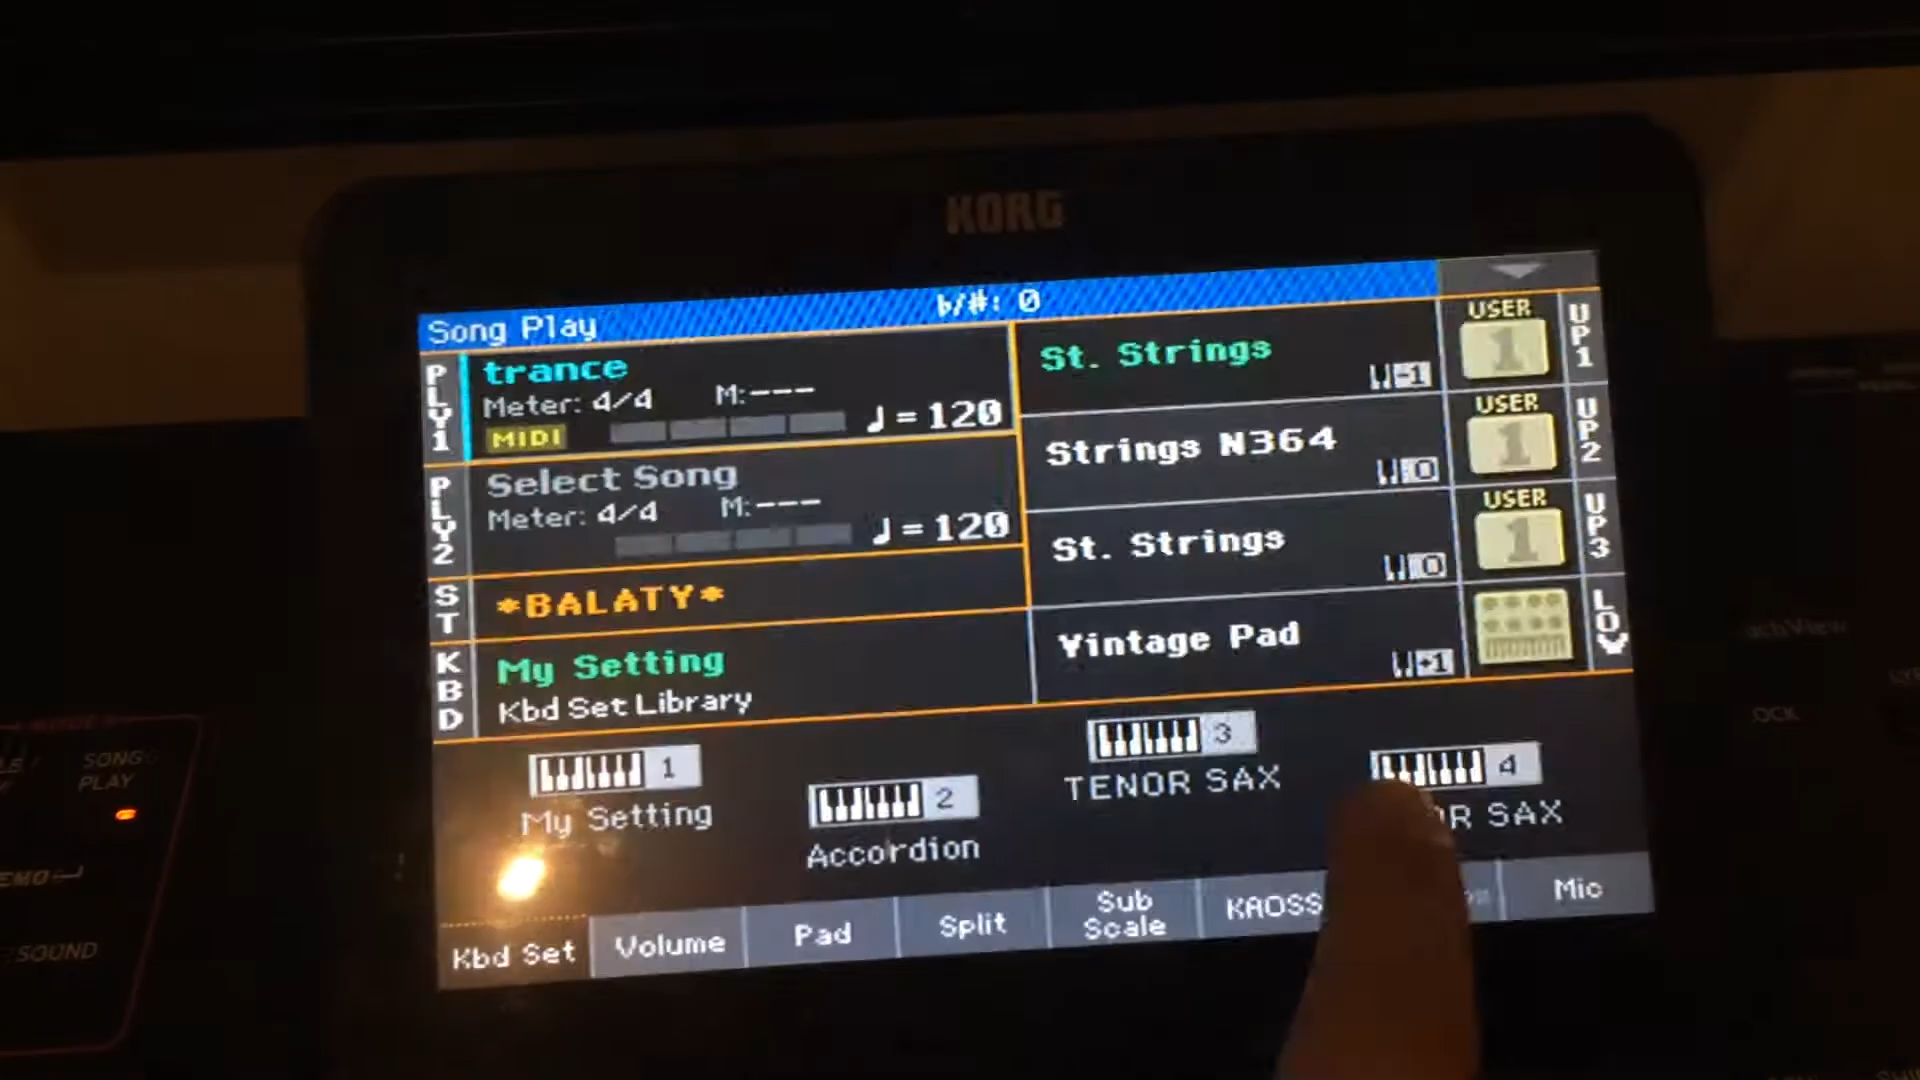 KORG
Song Play
b/#: 0
PLY1
trance
Meter: 4/4
M:---
MIDI
♩=120
PLY2
Select Song
Meter: 4/4
M:---
♩=120
ST
*BALATY*
KBD
My Setting
Kbd Set Library
St. Strings
-1
USER
1
UP1
Strings N364
0
USER
1
UP2
St. Strings
0
USER
1
UP3
Vintage Pad
+1
LOW
1
My Setting
2
Accordion
3
TENOR SAX
4
SAX
Kbd Set
Volume
Pad
Split
Sub
Scale
KAOSS
Mic
SONG
PLAY
SOUND